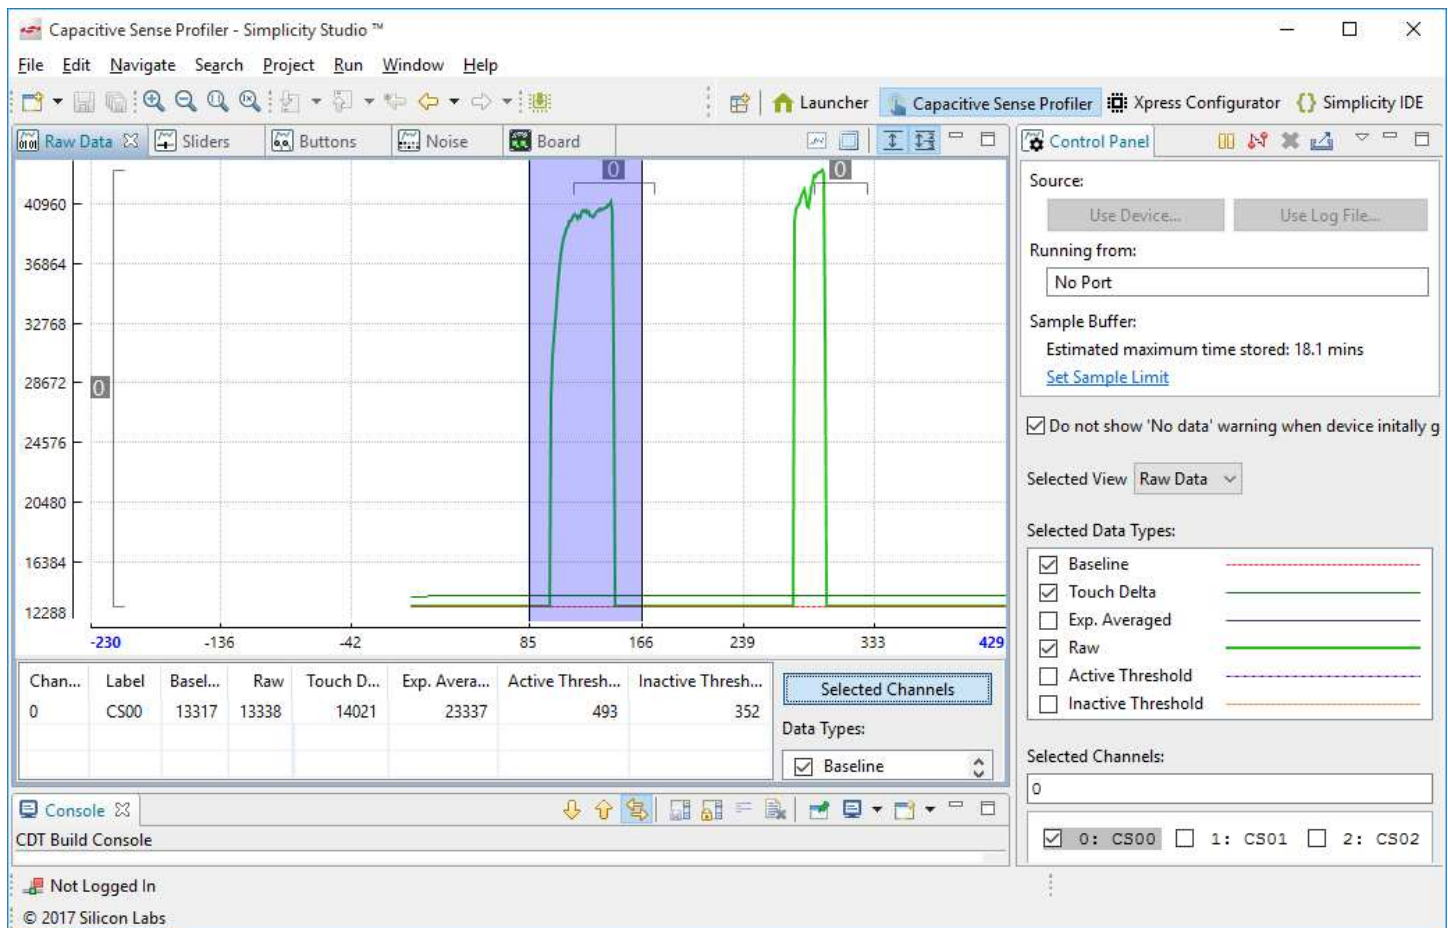 Capacitive Sense Profiler - Simplicity Studio ™
File Edit Navigate Search Project Run Window Help
Launcher Capacitive Sense Profiler Xpress Configurator Simplicity IDE
Raw Data Sliders Buttons Noise Board
0 0
40960
36864
32768
28672
0
24576
20480
16384
12288
-230 -136 -42 85 166 239 333 429
Chan... Label Basel... Raw Touch D... Exp. Avera... Active Thresh... Inactive Thresh...
0 CS00 13317 13338 14021 23337 493 352
Selected Channels
Data Types:
Baseline
Console
CDT Build Console
Control Panel
Source:
Use Device... Use Log File...
Running from:
No Port
Sample Buffer:
Estimated maximum time stored: 18.1 mins
Set Sample Limit
Do not show 'No data' warning when device initally g
Selected View Raw Data
Selected Data Types:
Baseline
Touch Delta
Exp. Averaged
Raw
Active Threshold
Inactive Threshold
Selected Channels:
0
0: CS00 1: CS01 2: CS02
Not Logged In
© 2017 Silicon Labs